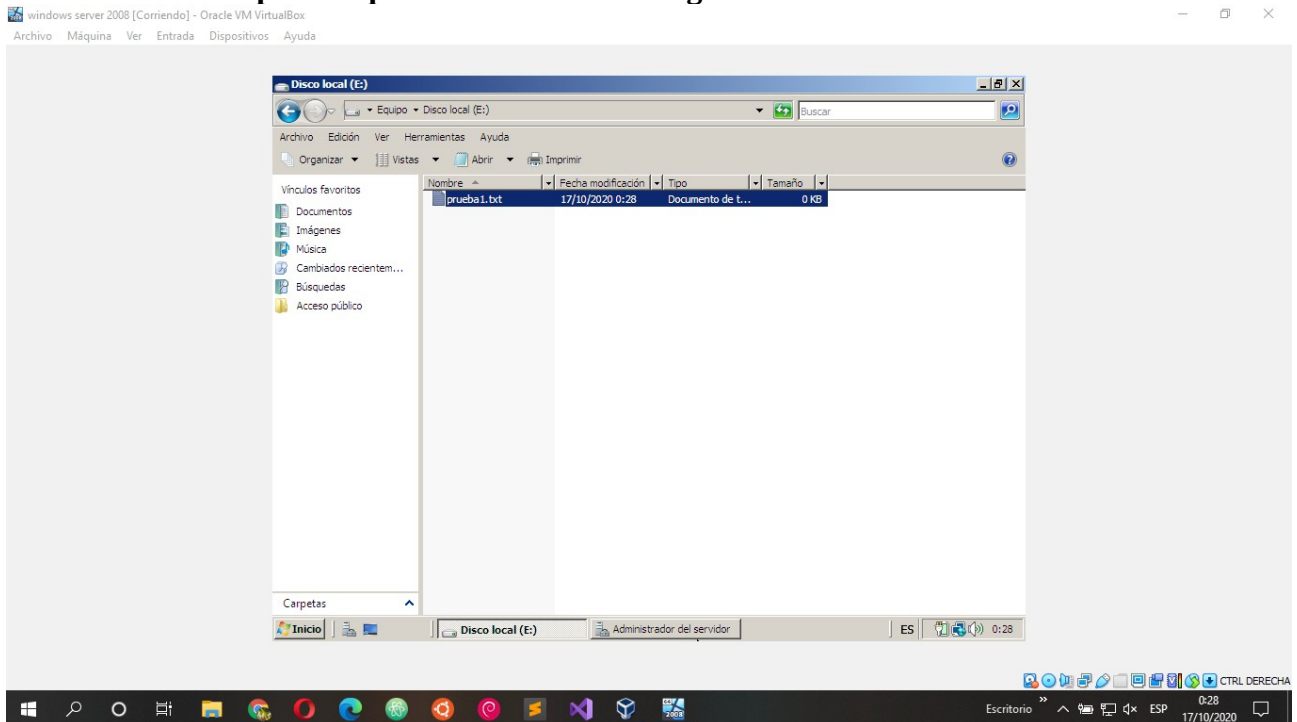 windows server 2008 [Corriendo] - Oracle VM VirtualBox
Archivo Máquina Ver Entrada Dispositivos Ayuda
Disco local (E:)
Equipo Disco local (E:) Buscar
Archivo Edición Ver Herramientas Ayuda
Organizar Vistas Abrir Imprimir
Vínculos favoritos
Documentos
Imágenes
Música
Cambiados recientem...
Búsquedas
Acceso público
Nombre Fecha modificación Tipo Tamaño
prueba1.txt 17/10/2020 0:28 Documento de t... 0 KB
Carpetas
Inicio Disco local (E:) Administrador del servidor ES 0:28
CTRL DERECHA
2008 Escritorio ESP 0:28
17/10/2020